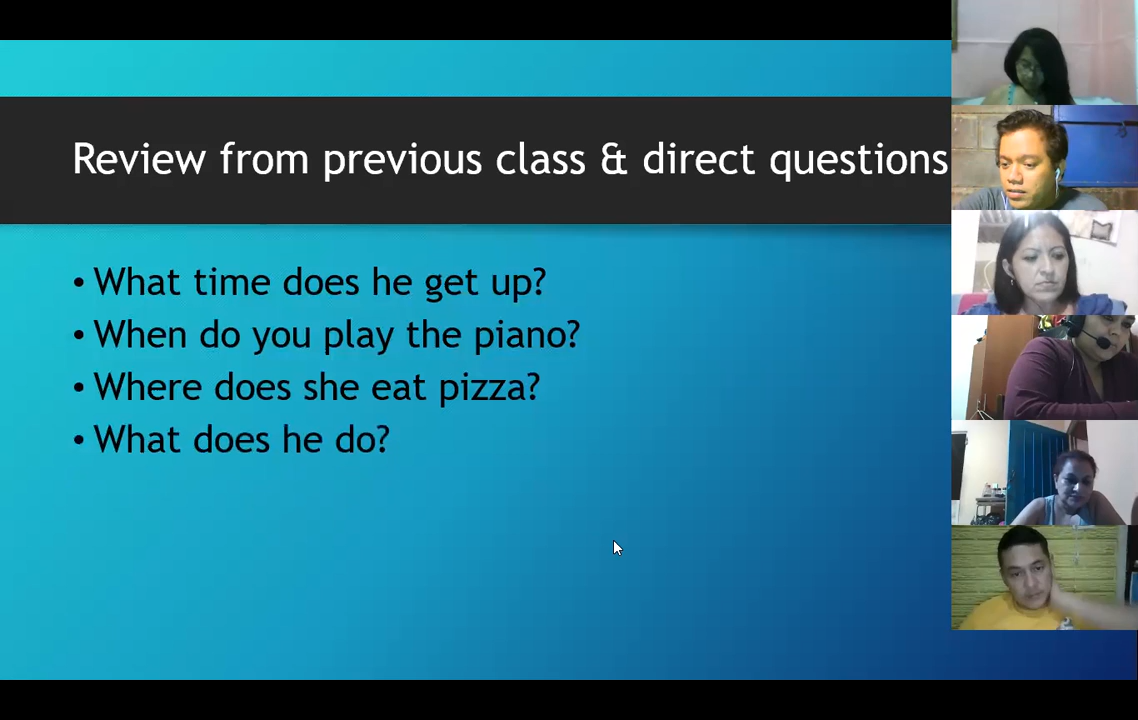 Review from previous class & direct questions
• What time does he get up?
• When do you play the piano?
• Where does she eat pizza?
• What does he do?